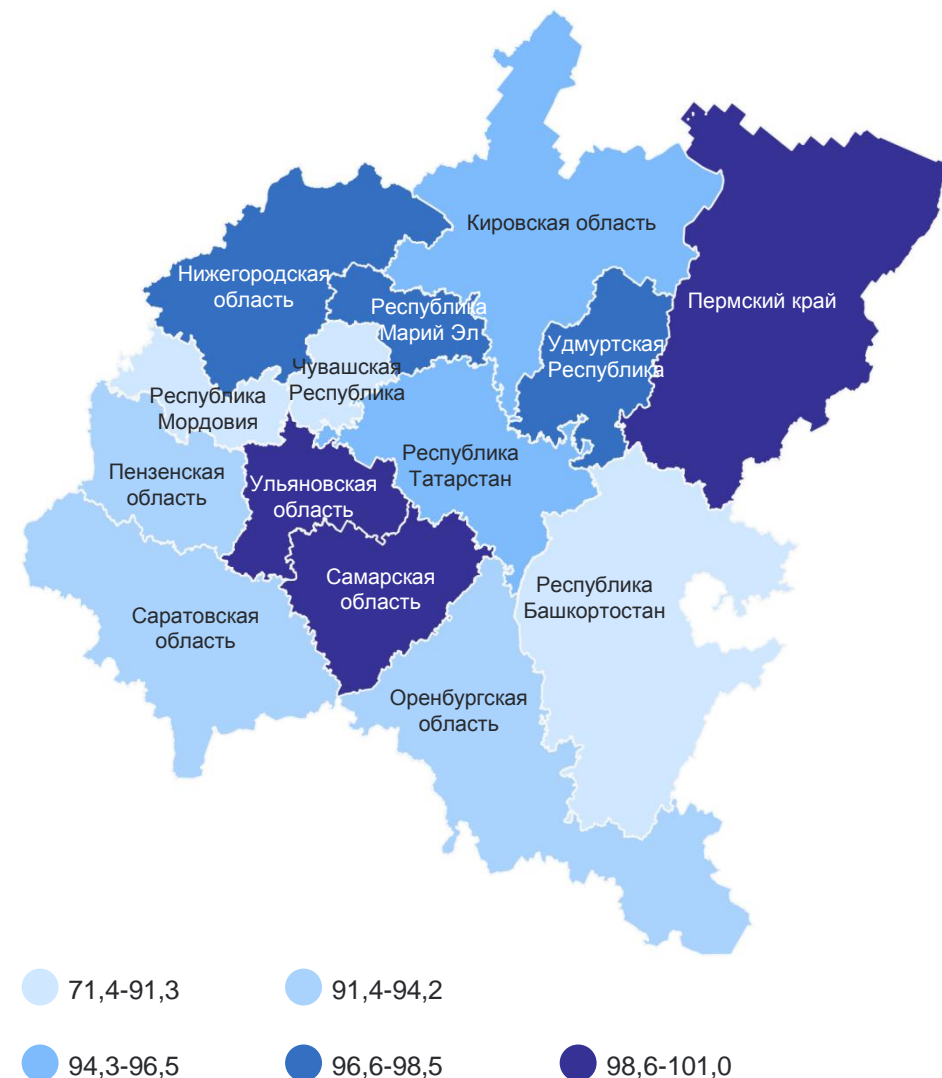 Кировская область
Нижегородская
область
Пермский край
Республика
Марий Эл
Удмуртская
Республика
Чувашская
Республика
Республика
Мордовия
Республика
Татарстан
Пензенская
область
Ульяновская
область
Самарская
область
Республика
Башкортостан
Саратовская
область
Оренбургская
область
71,4-91,3
91,4-94,2
94,3-96,5
96,6-98,5
98,6-101,0